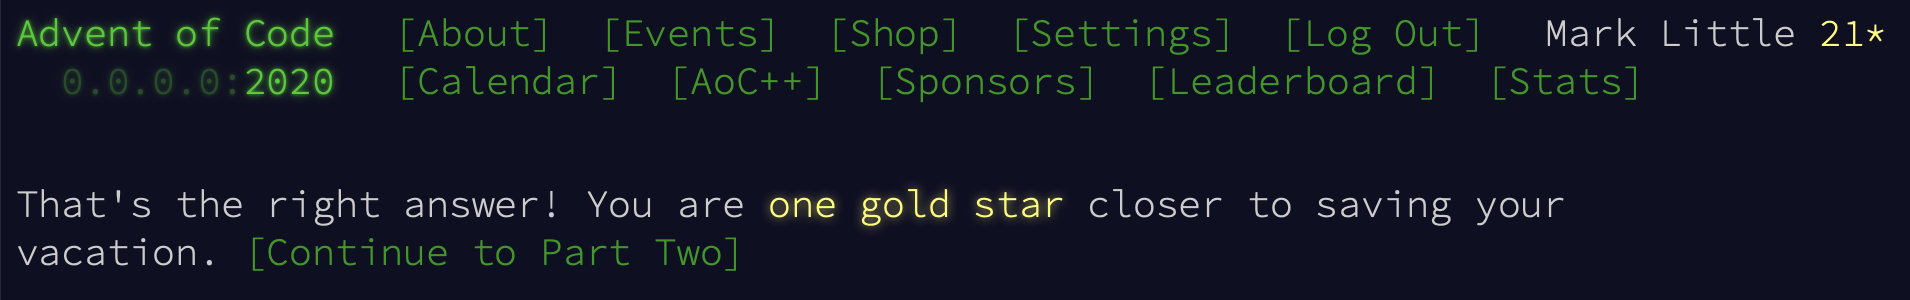 Advent of Code [About] [Events] [Shop] [Settings] [Log Out] Mark Little 21*
0.0.0.0:2020 [Calendar] [AoC++] [Sponsors] [Leaderboard] [Stats]
That's the right answer! You are one gold star closer to saving your
vacation. [Continue to Part Two]